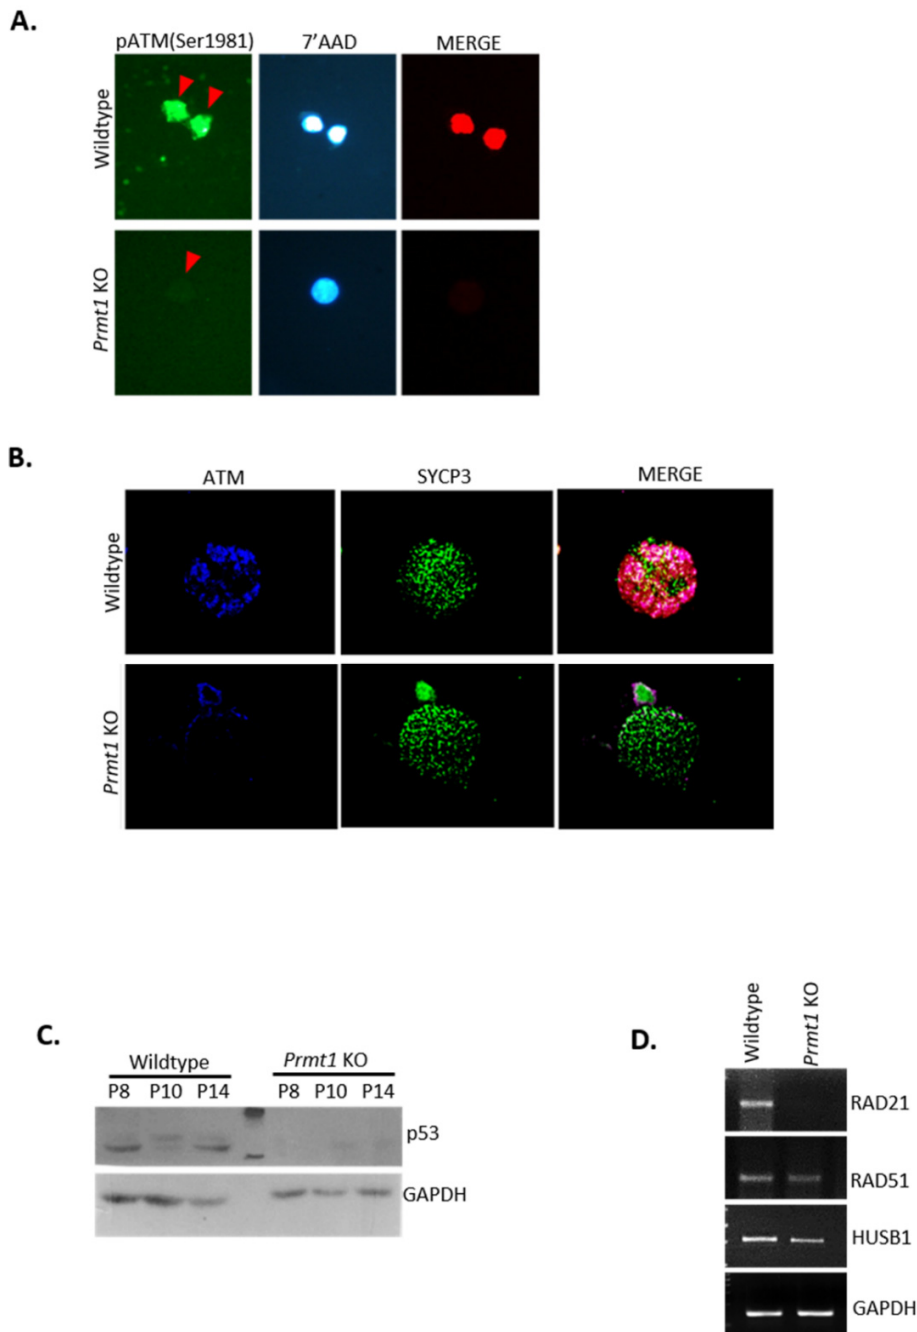 A.
pATM(Ser1981) 7'AAD MERGE
Wildtype
Prmt1 KO
B.
ATM SYCP3 MERGE
Wildtype
Prmt1 KO
C.
Wildtype Prmt1 KO
P8 P10 P14 P8 P10 P14
p53
GAPDH
D.
Wildtype Prmt1 KO
RAD21
RAD51
HUSB1
GAPDH